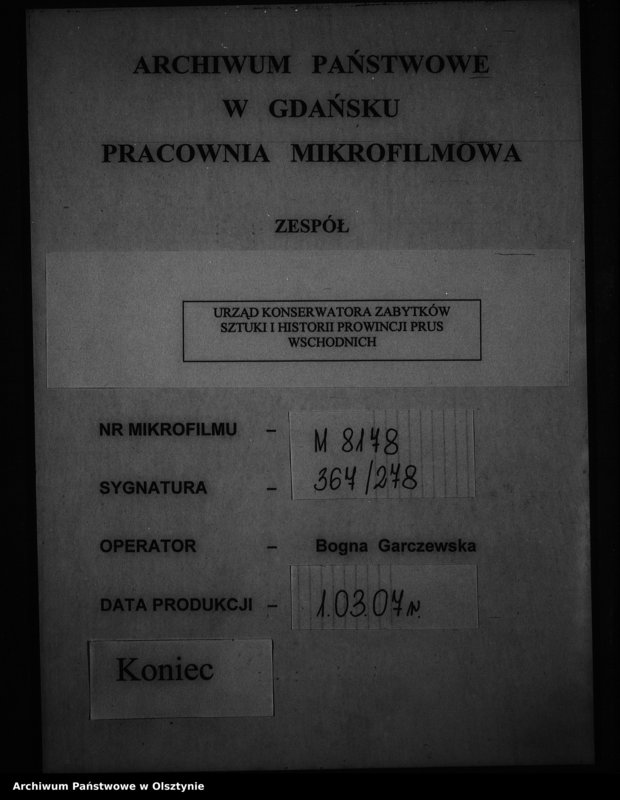 ARCHIWUM PAŃSTWOWE
W GDAŃSKU
PRACOWNIA MIKROFILMOWA
ZESPÓŁ
URZĄD KONSERWATORA ZABYTKÓW
SZTUKI I HISTORII PROWINCJI PRUS
WSCHODNICH
NR MIKROFILMU – M 8178
SYGNATURA – 367/278
OPERATOR – Bogna Garczewska
DATA PRODUKCJI – 1.03.07 r.
Koniec
Archiwum Państwowe w Olsztynie